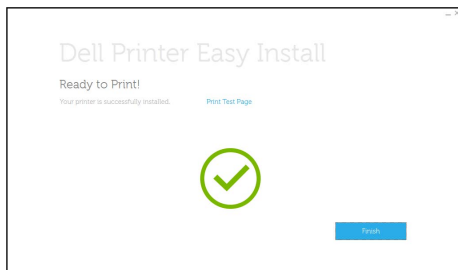 Dell Printer Easy Install
Ready to Print!
Your printer is successfully installed. Print Test Page
Finish